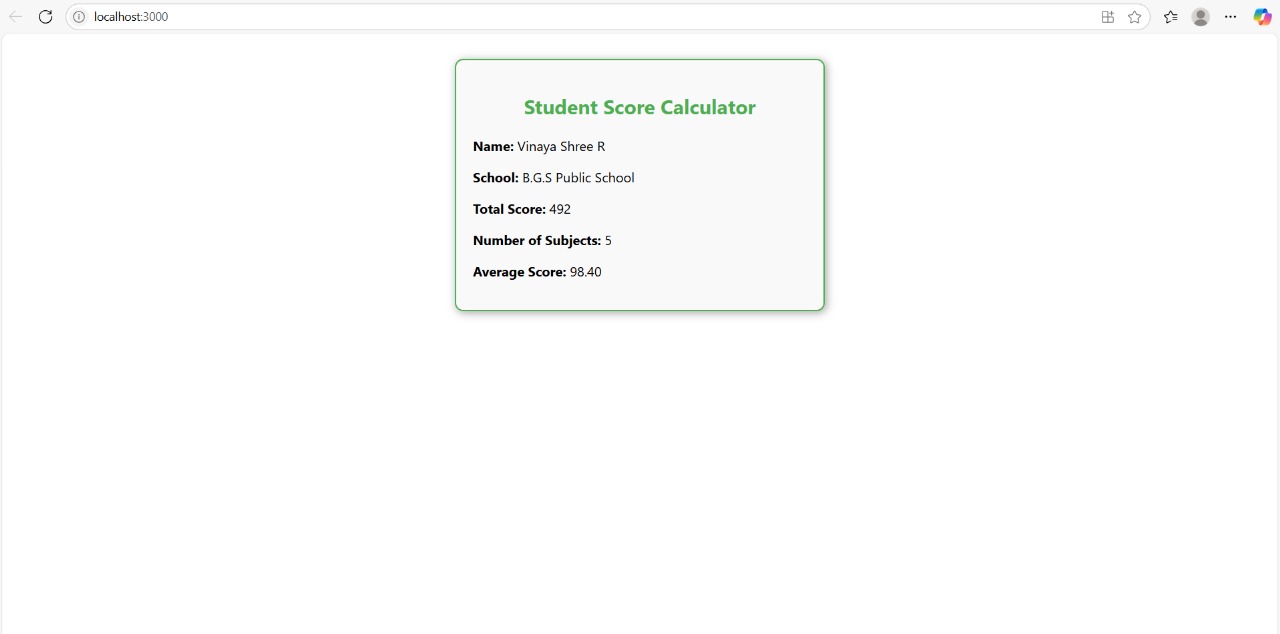 localhost:3000
Student Score Calculator
Name: Vinaya Shree R
School: B.G.S Public School
Total Score: 492
Number of Subjects: 5
Average Score: 98.40